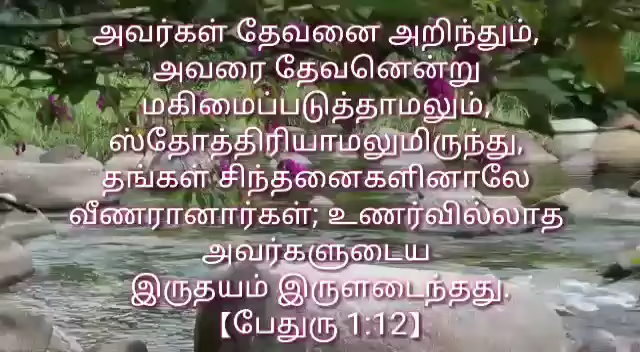 அவர்கள் தேவனை அறிந்தும்,
அவரை தேவனென்று
மகிமைப்படுத்தாமலும்,
ஸ்தோத்திரியாமலுமிருந்து,
தங்கள் சிந்தனைகளினாலே
வீணரானார்கள்; உணர்வில்லாத
அவர்களுடைய
இருதயம் இருளடைந்தது.
【பேதுரு 1:12】